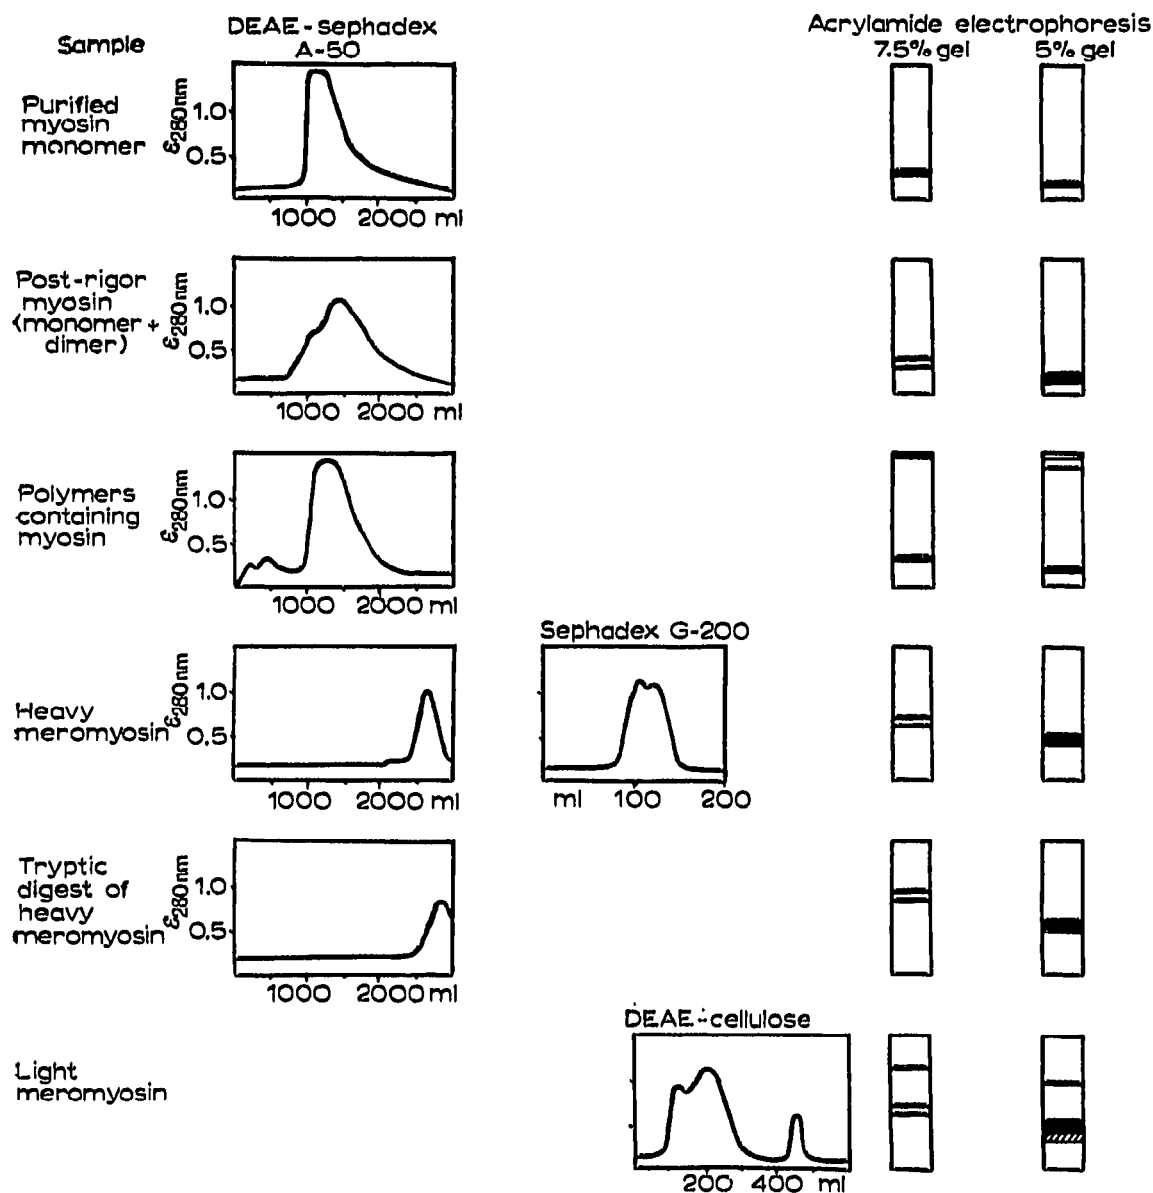 Sample
DEAE-sephadex
A-50
Acrylamide electrophoresis
7.5% gel
5% gel
Purified
myosin
monomer
ε280nm
1.0
0.5
1000 2000 ml
Post-rigor
myosin
(monomer +
dimer)
ε280nm
1.0
0.5
1000 2000 ml
Polymers
containing
myosin
ε280nm
1.0
0.5
1000 2000 ml
Sephadex G-200
Heavy
meromyosin
ε280nm
1.0
0.5
1000 2000 ml
ml 100 200
Tryptic
digest of
heavy
meromyosin
ε280nm
1.0
0.5
1000 2000 ml
DEAE-cellulose
Light
meromyosin
200 400 ml